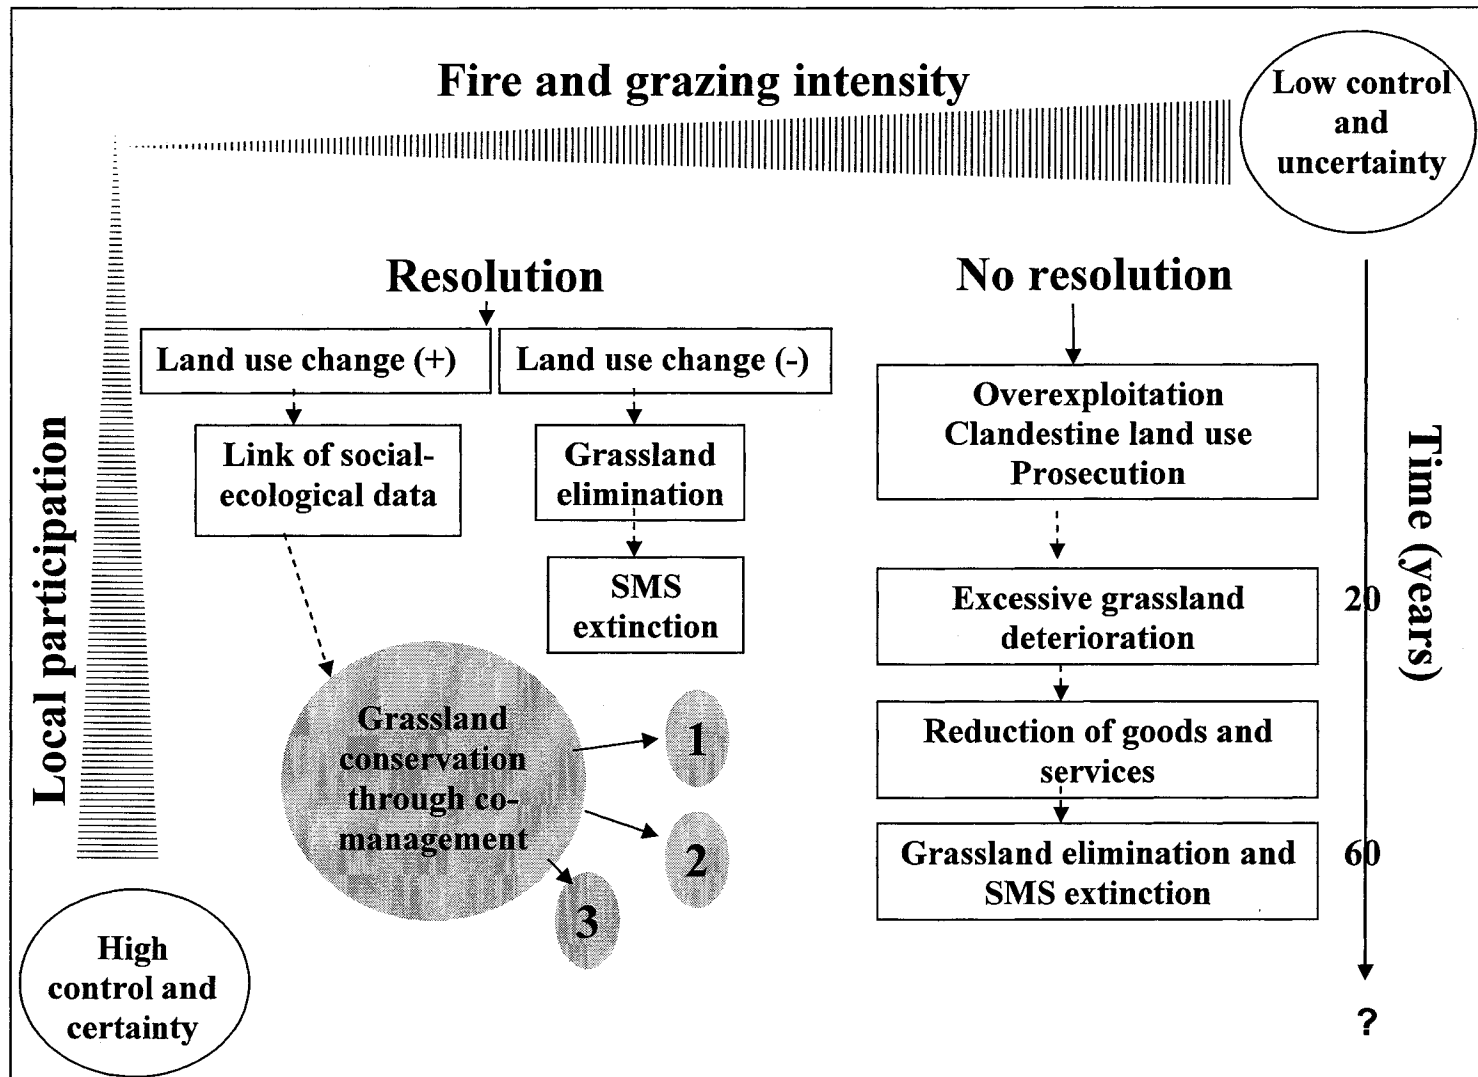 Fire and grazing intensity
Low control
and
uncertainty
Resolution
No resolution
Land use change (+)
Land use change (-)
Link of social-
ecological data
Grassland
elimination
SMS
extinction
Overexploitation
Clandestine land use
Prosecution
Excessive grassland
deterioration
Reduction of goods and
services
Grassland elimination and
SMS extinction
Grassland
conservation
through co-
management
1
2
3
Local participation
High
control and
certainty
Time (years)
20
60
?